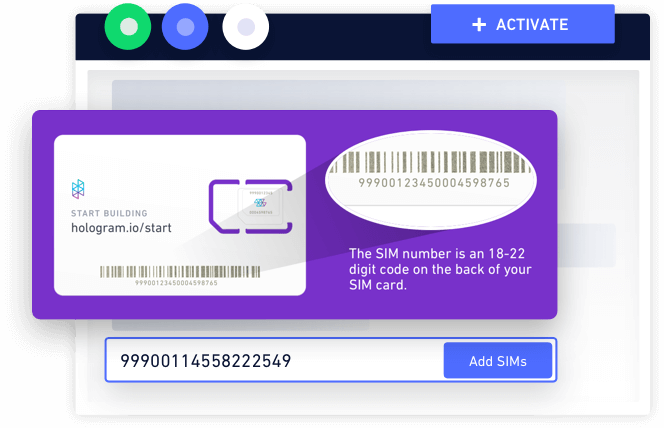 + ACTIVATE
99900123450004598765
START BUILDING
hologram.io/start
99900123450004598765
The SIM number is an 18-22
digit code on the back of your
SIM card.
99900114558222549
Add SIMs